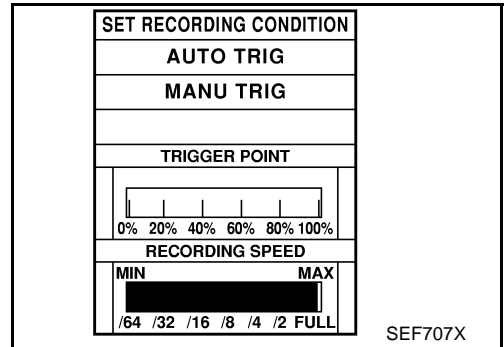 SET RECORDING CONDITION
AUTO TRIG
MANU TRIG
TRIGGER POINT
0% 20% 40% 60% 80% 100%
RECORDING SPEED
MIN MAX
/64 /32 /16 /8 /4 /2 FULL
SEF707X